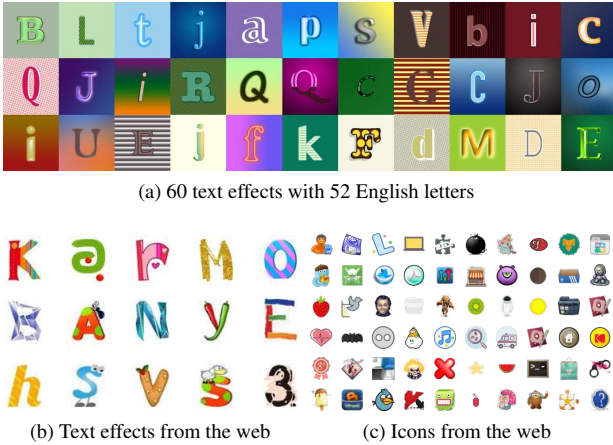 B L t j a p s V b i c
Q J i R Q Q C G C J o
i U E j f k F d M D E
(a) 60 text effects with 52 English letters
K a r M O
B A N y E
h S V S 3
(b) Text effects from the web
(c) Icons from the web